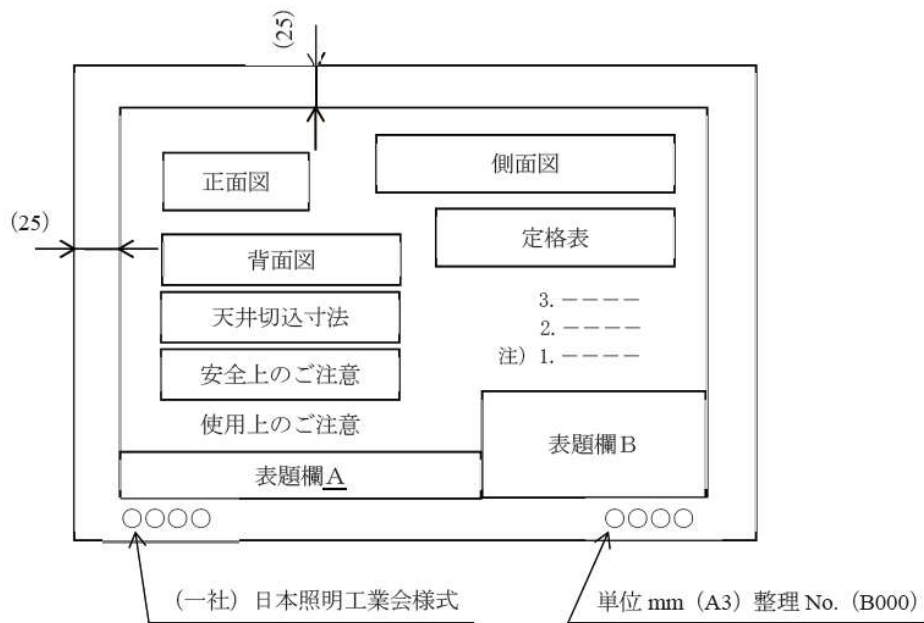 (25)
正面図
側面図
(25)
定格表
背面図
天井切込寸法
3. ーーーー
2. ーーーー
注）1. ーーーー
安全上のご注意
使用上のご注意
表題欄A
表題欄B
○○○○
○○○○
(一社) 日本照明工業会様式
単位 mm (A3) 整理 No. (B000)